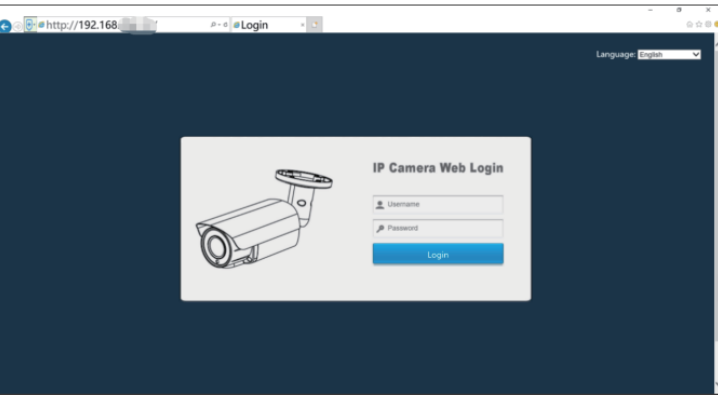 http://192.168.
Login
Language: English
IP Camera Web Login
Username
Password
Login